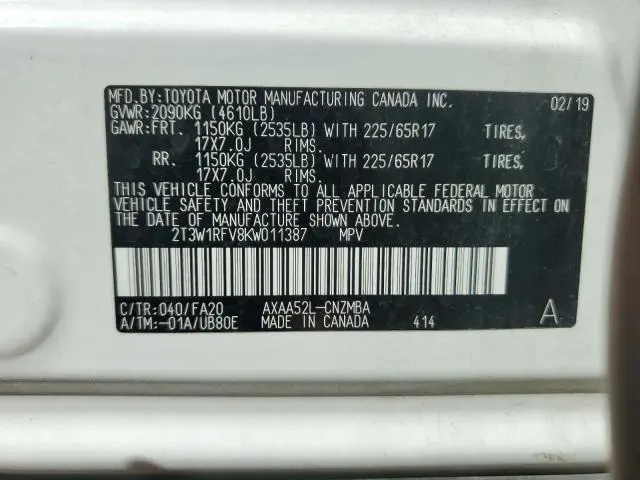 MFD. BY: TOYOTA MOTOR MANUFACTURING CANADA INC. 02/19
GVWR: 2090KG (4610LB)
GAWR: FRT. 1150KG (2535LB) WITH 225/65R17 TIRES,
17X7.0J RIMS.
RR. 1150KG (2535LB) WITH 225/65R17 TIRES,
17X7.0J RIMS.
THIS VEHICLE CONFORMS TO ALL APPLICABLE FEDERAL MOTOR
VEHICLE SAFETY AND THEFT PREVENTION STANDARDS IN EFFECT ON
THE DATE OF MANUFACTURE SHOWN ABOVE.
2T3W1RFV8KW011387 MPV
C/TR: 040/FA20 AXAA52L-CNZMBA
A/TM: -01A/UB80E MADE IN CANADA 414 A